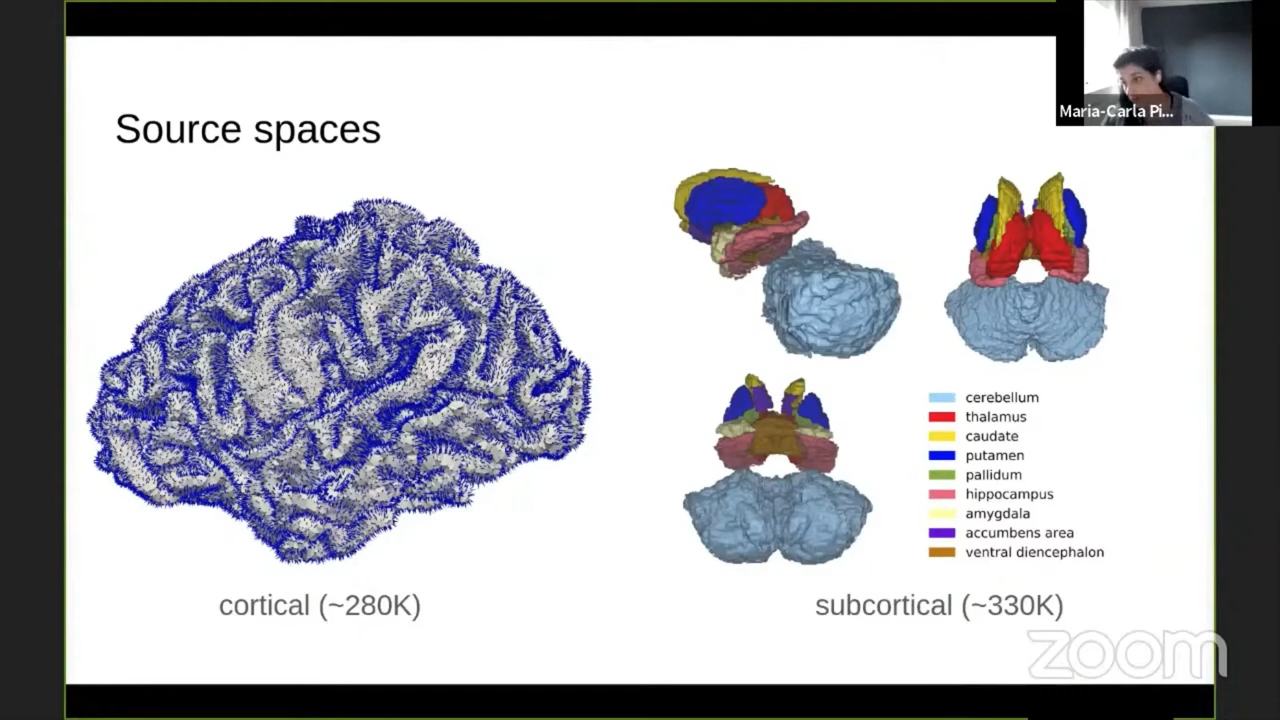 Maria-Carla Pi...
Source spaces
cerebellum
thalamus
caudate
putamen
pallidum
hippocampus
amygdala
accumbens area
ventral diencephalon
cortical (~280K)
subcortical (~330K)
zoom